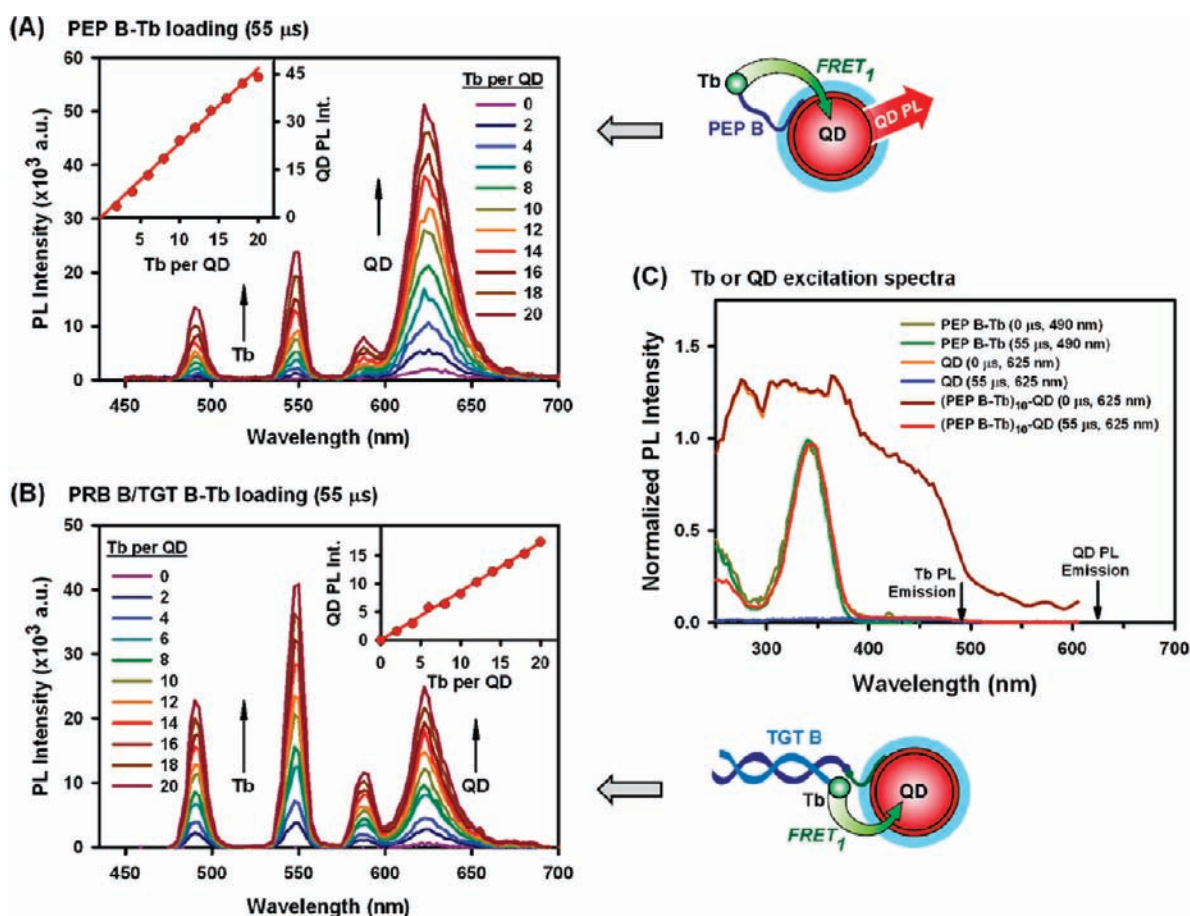 (A) PEP B-Tb loading (55 μs)
60
50
40
30
20
10
0
PL Intensity (x10³ a.u.)
45
30
15
0
QD PL Int.
5 10 15 20
Tb per QD
Tb per QD
0
2
4
6
8
10
12
14
16
18
20
Tb
QD
450 500 550 600 650 700
Wavelength (nm)
FRET₁
Tb
PEP B
QD
QD PL
(B) PRB B/TGT B-Tb loading (55 μs)
50
40
30
20
10
0
PL Intensity (x10³ a.u.)
Tb per QD
0
2
4
6
8
10
12
14
16
18
20
15
10
5
0
QD PL Int.
0 5 10 15 20
Tb per QD
Tb
QD
450 500 550 600 650 700
Wavelength (nm)
(C) Tb or QD excitation spectra
1.5
1.0
0.5
0.0
Normalized PL Intensity
PEP B-Tb (0 μs, 490 nm)
PEP B-Tb (55 μs, 490 nm)
QD (0 μs, 625 nm)
QD (55 μs, 625 nm)
(PEP B-Tb)₁₀-QD (0 μs, 625 nm)
(PEP B-Tb)₁₀-QD (55 μs, 625 nm)
Tb PL
Emission
QD PL
Emission
300 400 500 600 700
Wavelength (nm)
TGT B
Tb
QD
FRET₁